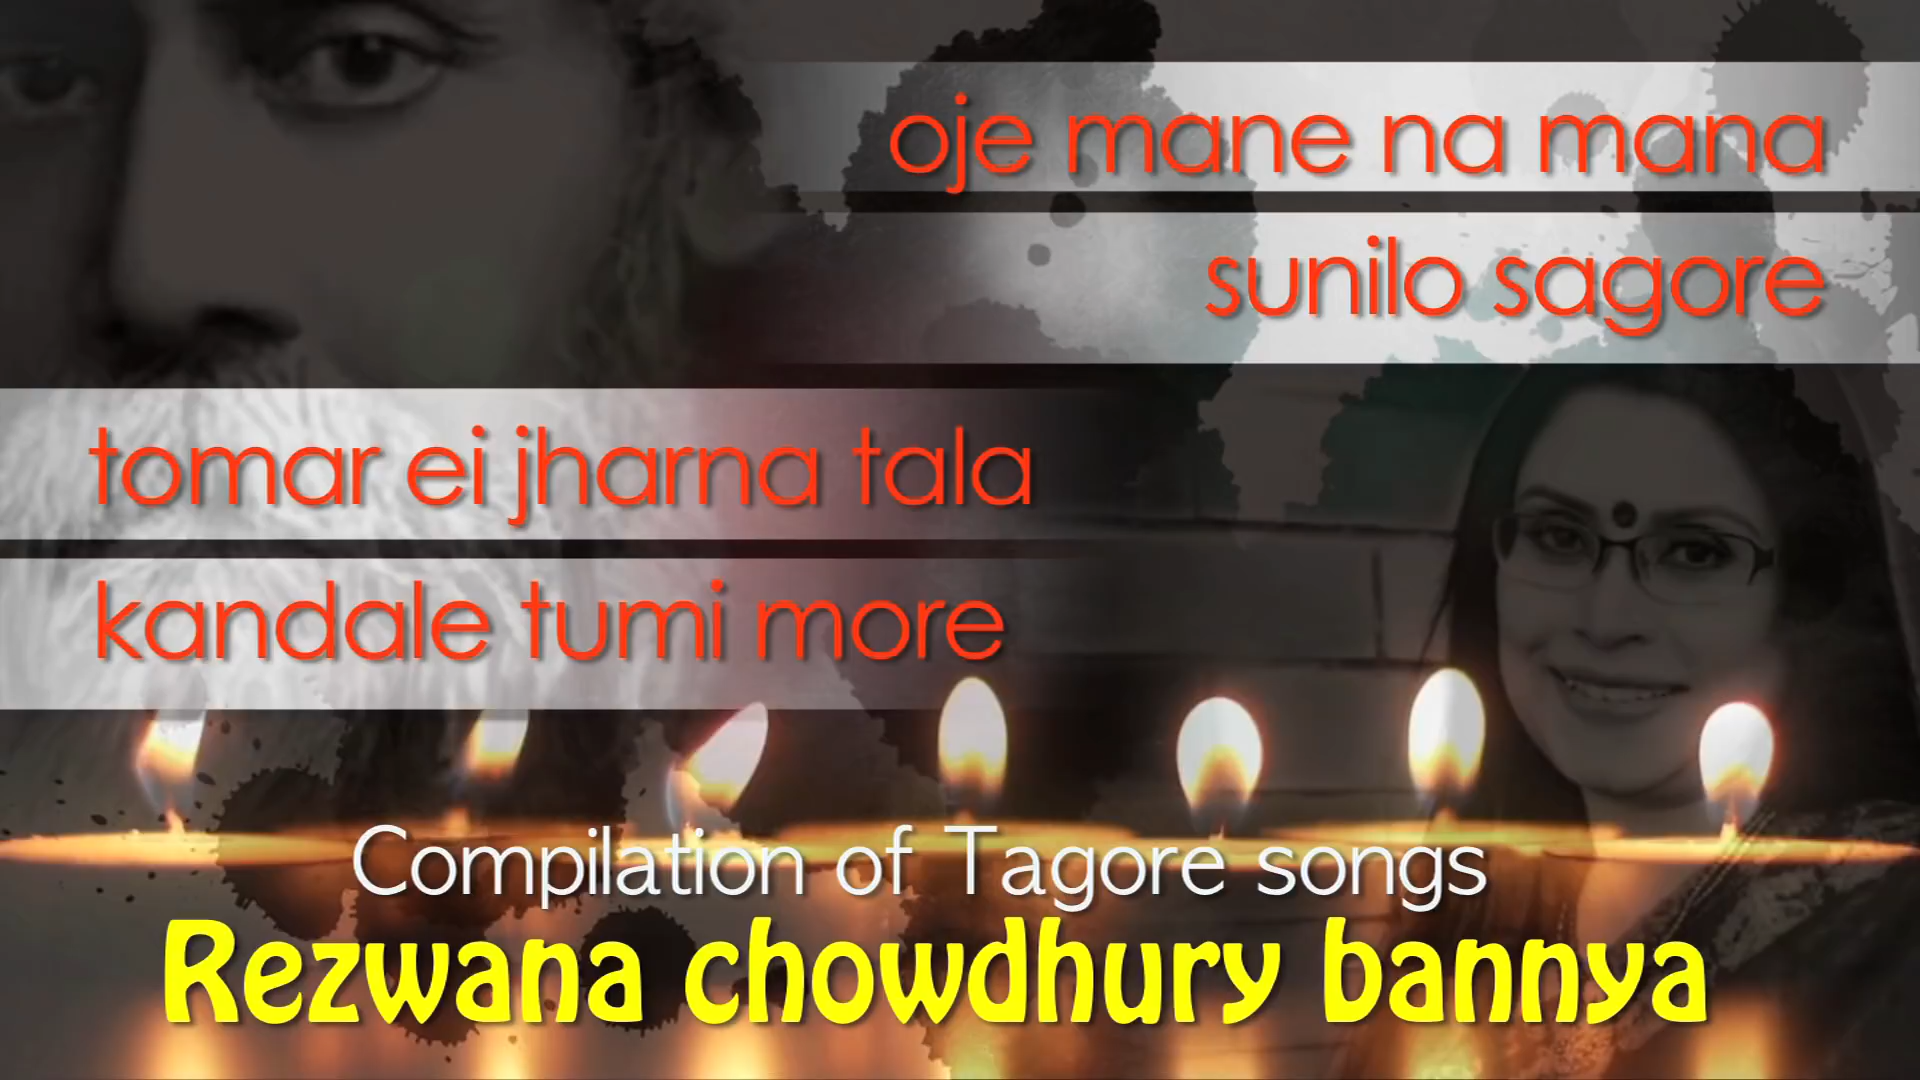 oje mane na mana
sunilo sagore
tomar ei jharna tala
kandale tumi more
Compilation of Tagore songs
Rezwana chowdhury bannya